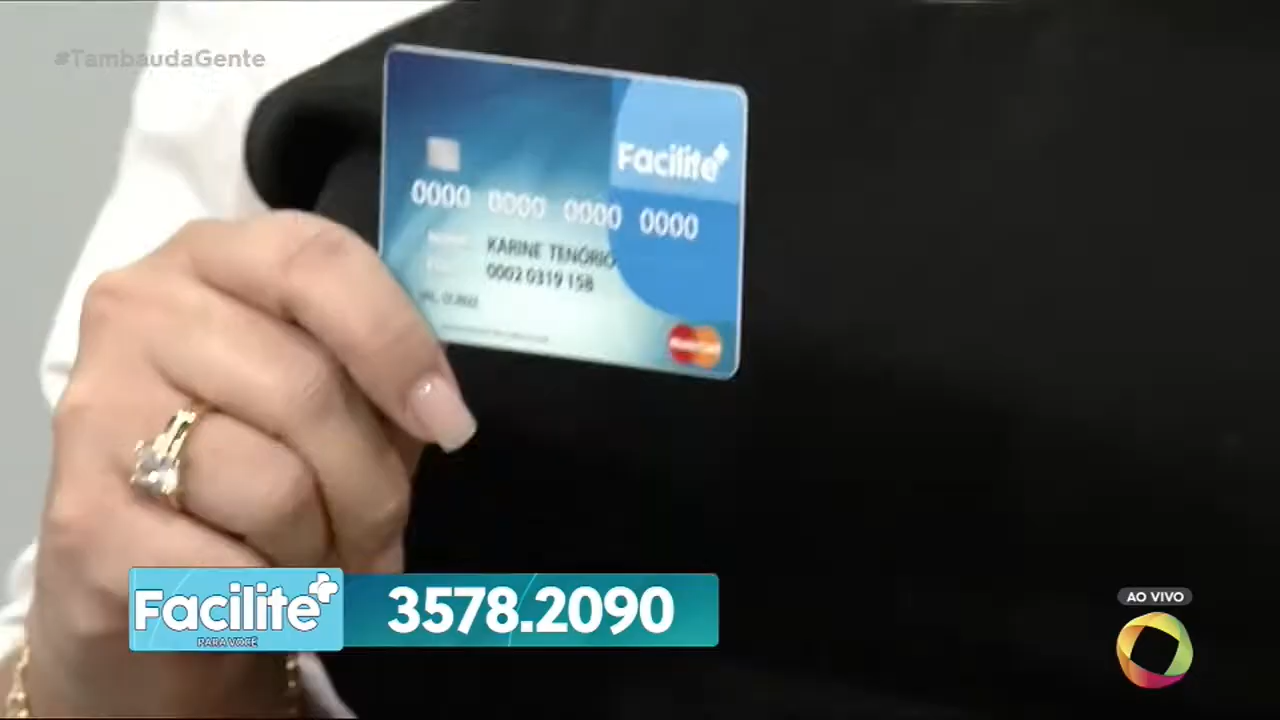 #TambaudaGente
Facilite
0000 0000 0000 0000
KARINE TENÓRIO
0002 0319 158
Facilite
PARA VOCÊ
3578.2090
AO VIVO